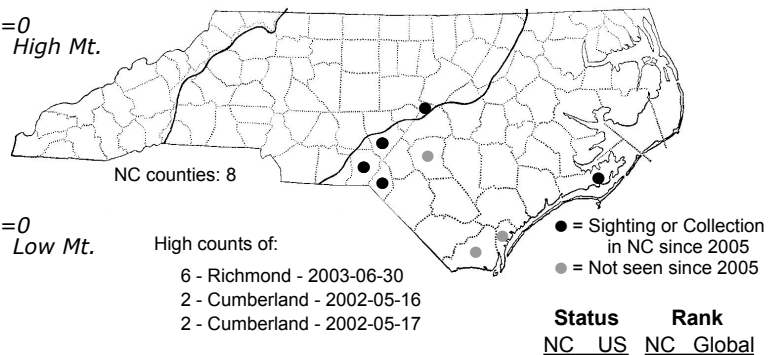 =0
High Mt.
NC counties: 8
=0
Low Mt.
High counts of:
6 - Richmond - 2003-06-30
2 - Cumberland - 2002-05-16
2 - Cumberland - 2002-05-17
● = Sighting or Collection
in NC since 2005
● = Not seen since 2005
Status Rank
NC US NC Global